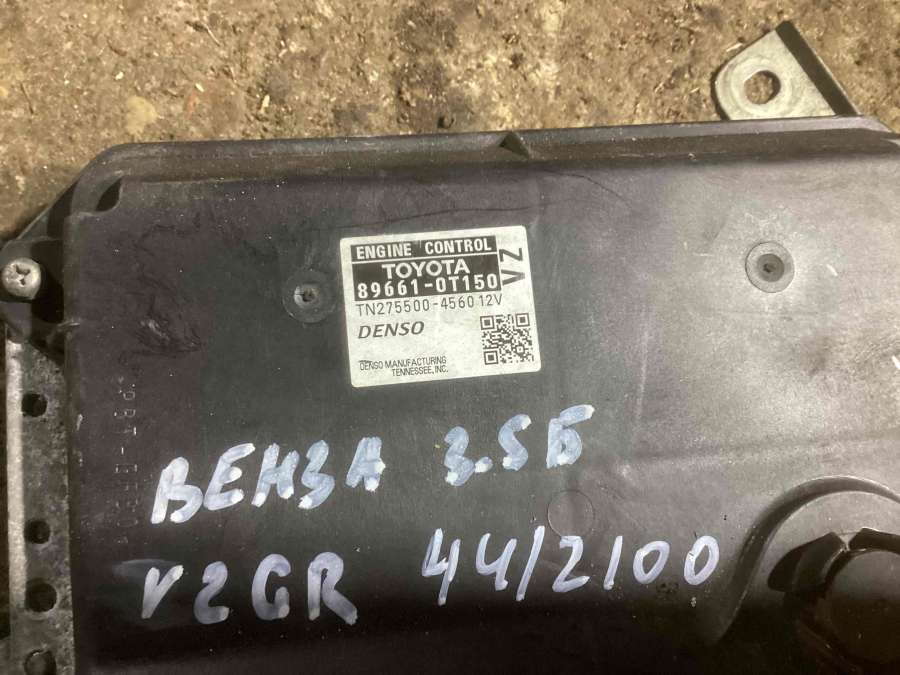 ENGINE CONTROL
TOYOTA
89661-0T150
VZ
TN275500-4560 12V
DENSO
DENSO MANUFACTURING
TENNESSEE, INC.
ВЕНЗА 3.5Б
V2GR 44/2100